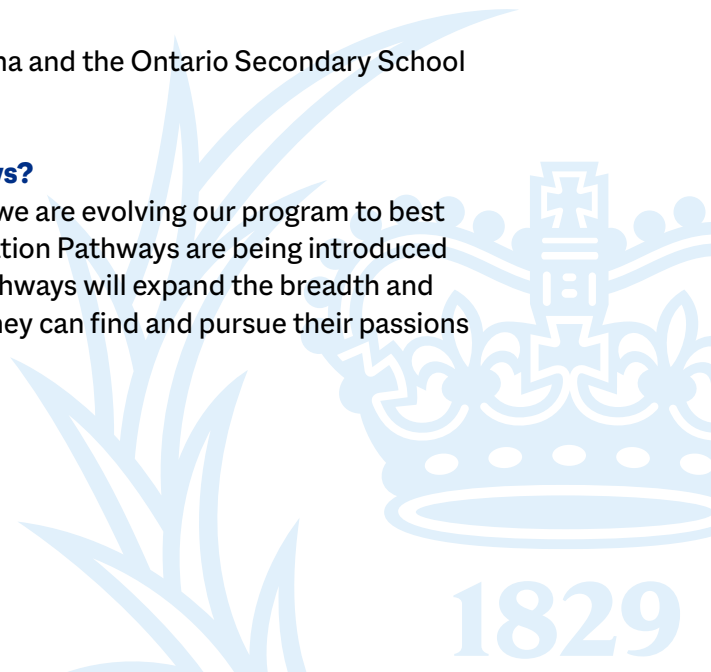 na and the Ontario Secondary School
ys?
we are evolving our program to best
ation Pathways are being introduced
hways will expand the breadth and
hey can find and pursue their passions
1829